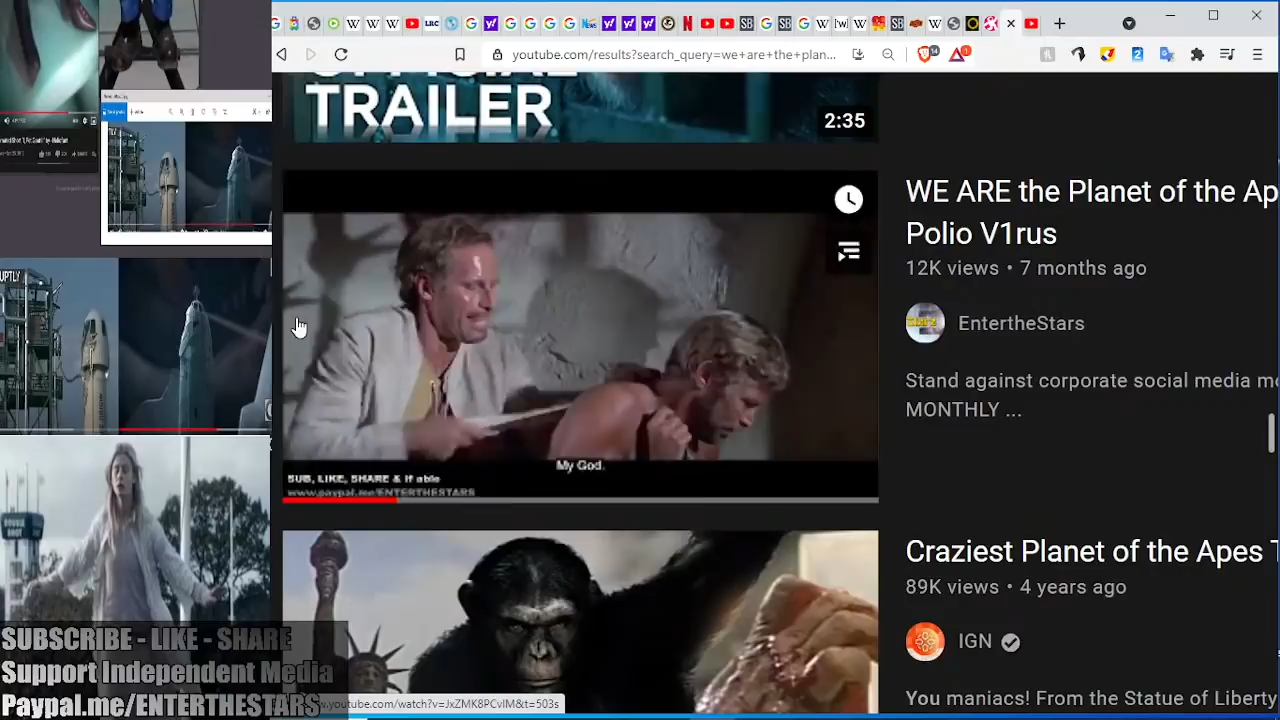 youtube.com/results?search_query=we+are+the+plan...
OFFICIAL
TRAILER
2:35
WE ARE the Planet of the Ap
Polio V1rus
12K views • 7 months ago
EntertheStars
Stand against corporate social media m
MONTHLY ...
My God.
SUB, LIKE, SHARE & If able
www.paypal.me/ENTERTHESTARS
Craziest Planet of the Apes T
89K views • 4 years ago
IGN
You maniacs! From the Statue of Liberty
UPTLY
SUBSCRIBE - LIKE - SHARE
Support Independent Media
Paypal.me/ENTERTHESTARS
.youtube.com/watch?v=JxZMK8PCvIM&t=503s